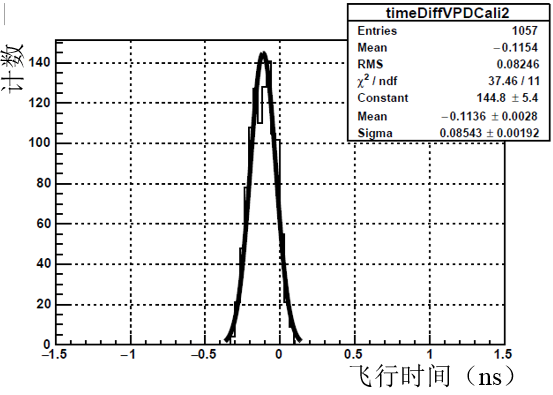 timeDiffVPDCali2
Entries 1057
Mean −0.1154
RMS 0.08246
χ² / ndf 37.46 / 11
Constant 144.8 ± 5.4
Mean −0.1136 ± 0.0028
Sigma 0.08543 ± 0.00192
计数
140
120
100
80
60
40
20
0
−1.5 −1 −0.5 0 0.5 1 1.5
飞行时间（ns）